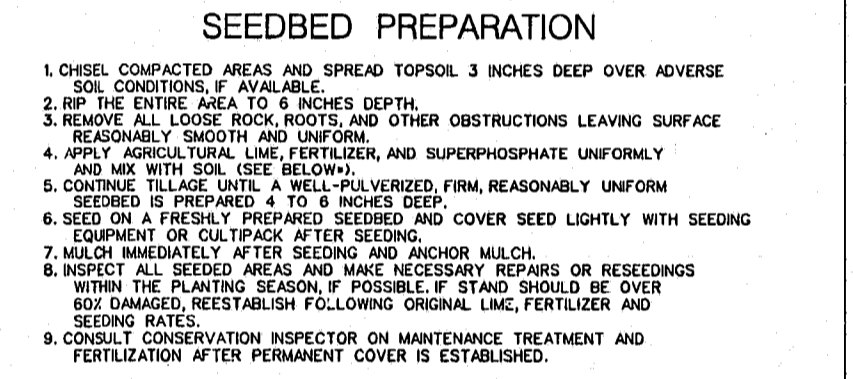 SEEDBED PREPARATION
1. CHISEL COMPACTED AREAS AND SPREAD TOPSOIL 3 INCHES DEEP OVER ADVERSE
SOIL CONDITIONS, IF AVAILABLE.
2. RIP THE ENTIRE AREA TO 6 INCHES DEPTH.
3. REMOVE ALL LOOSE ROCK, ROOTS, AND OTHER OBSTRUCTIONS LEAVING SURFACE
REASONABLY SMOOTH AND UNIFORM.
4. APPLY AGRICULTURAL LIME, FERTILIZER, AND SUPERPHOSPHATE UNIFORMLY
AND MIX WITH SOIL (SEE BELOW*).
5. CONTINUE TILLAGE UNTIL A WELL-PULVERIZED, FIRM, REASONABLY UNIFORM
SEEDBED IS PREPARED 4 TO 6 INCHES DEEP.
6. SEED ON A FRESHLY PREPARED SEEDBED AND COVER SEED LIGHTLY WITH SEEDING
EQUIPMENT OR CULTIPACK AFTER SEEDING.
7. MULCH IMMEDIATELY AFTER SEEDING AND ANCHOR MULCH.
8. INSPECT ALL SEEDED AREAS AND MAKE NECESSARY REPAIRS OR RESEEDINGS
WITHIN THE PLANTING SEASON, IF POSSIBLE. IF STAND SHOULD BE OVER
60% DAMAGED, REESTABLISH FOLLOWING ORIGINAL LIME, FERTILIZER AND
SEEDING RATES.
9. CONSULT CONSERVATION INSPECTOR ON MAINTENANCE TREATMENT AND
FERTILIZATION AFTER PERMANENT COVER IS ESTABLISHED.